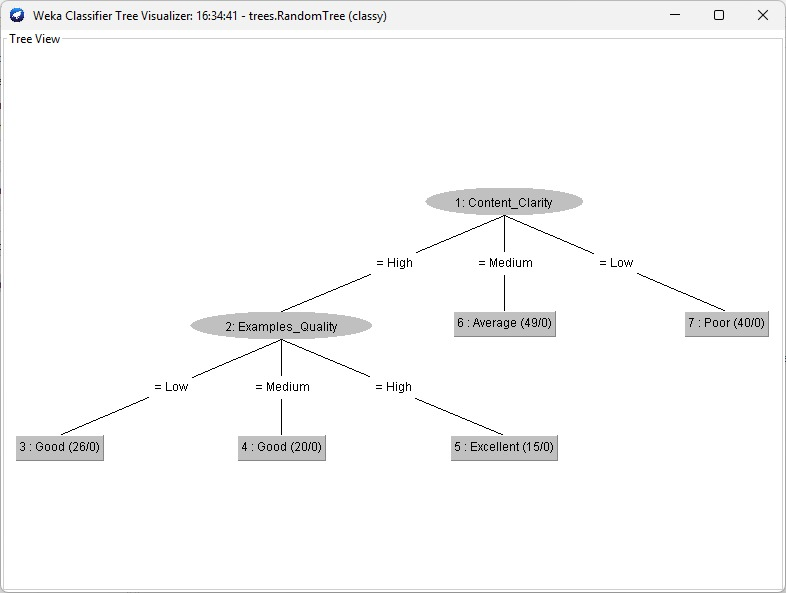 Weka Classifier Tree Visualizer: 16:34:41 - trees.RandomTree (classy)
Tree View
1: Content_Clarity
= High
= Medium
= Low
2: Examples_Quality
6 : Average (49/0)
7 : Poor (40/0)
= Low
= Medium
= High
3 : Good (26/0)
4 : Good (20/0)
5 : Excellent (15/0)